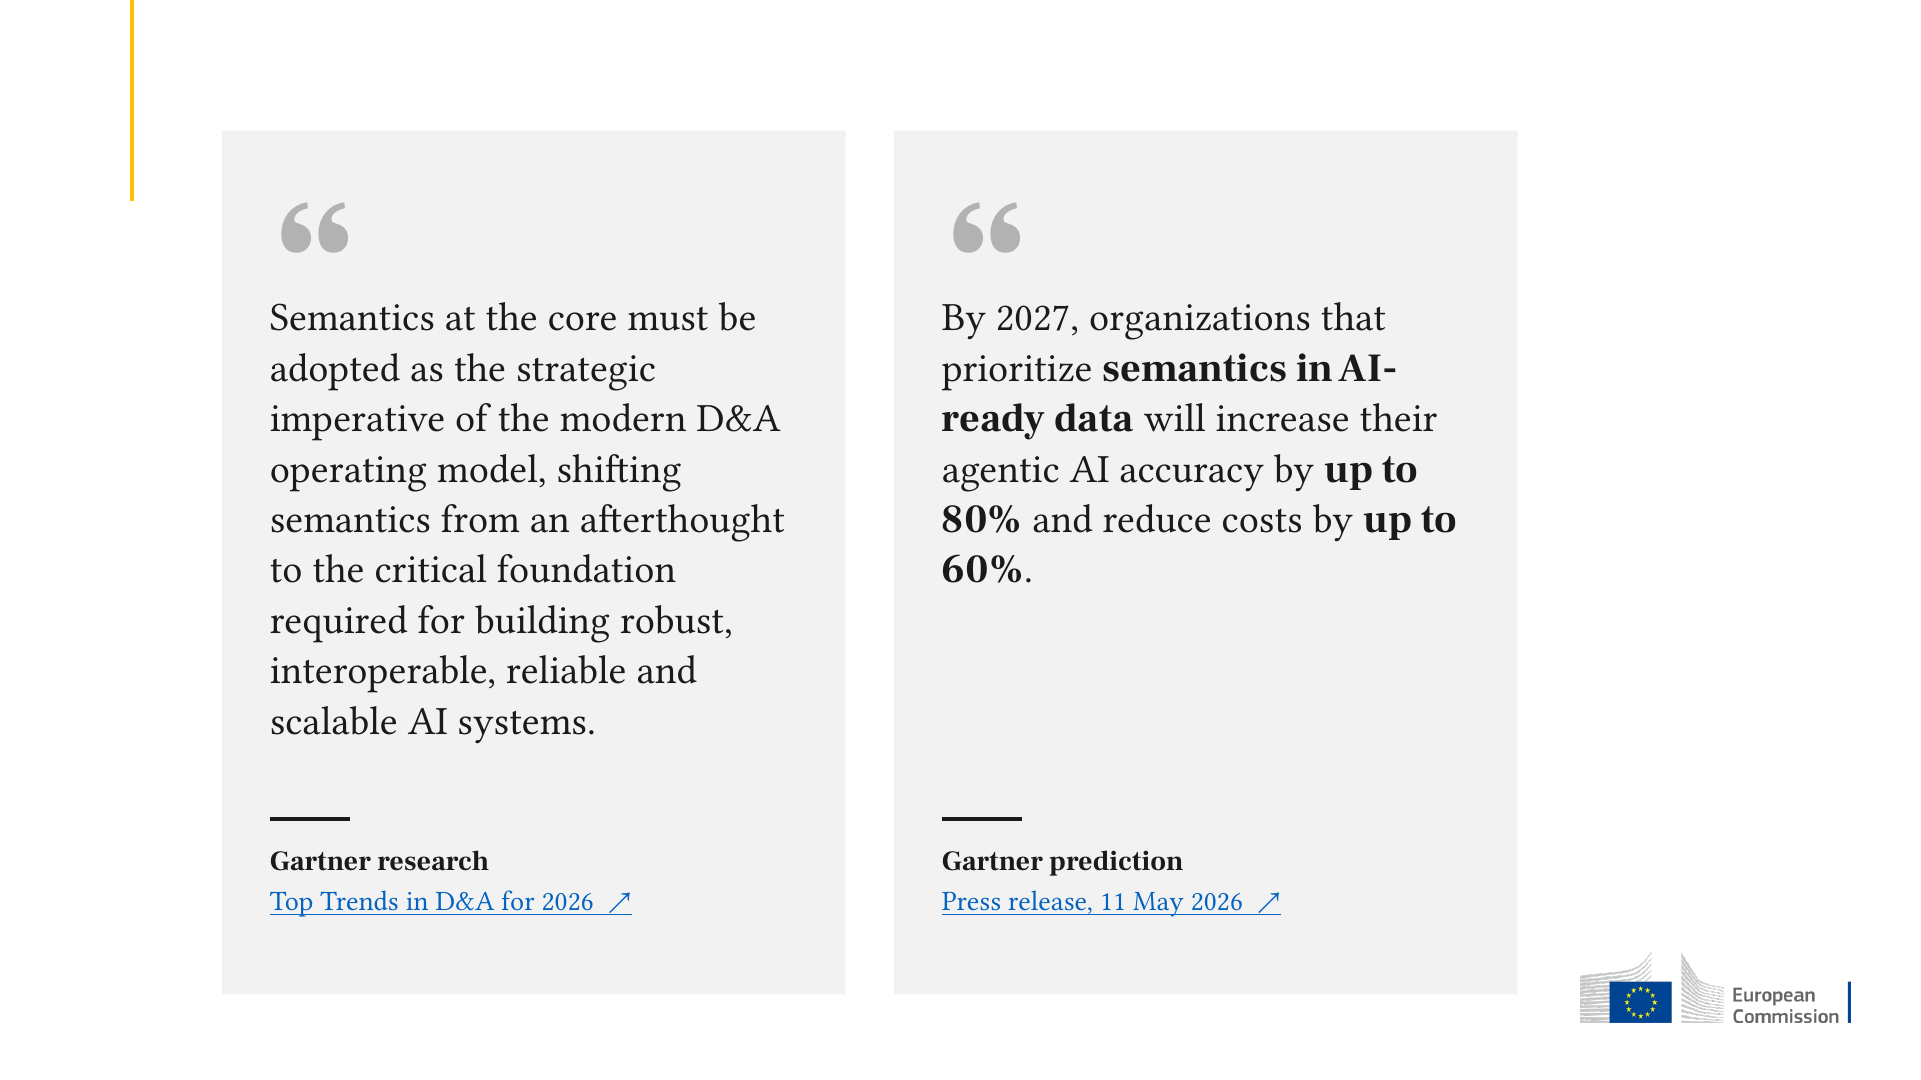 “
Semantics at the core must be
adopted as the strategic
imperative of the modern D&A
operating model, shifting
semantics from an afterthought
to the critical foundation
required for building robust,
interoperable, reliable and
scalable AI systems.
Gartner research
Top Trends in D&A for 2026 ↗
“
By 2027, organizations that
prioritize semantics in AI-
ready data will increase their
agentic AI accuracy by up to
80% and reduce costs by up to
60%.
Gartner prediction
Press release, 11 May 2026 ↗
European
Commission